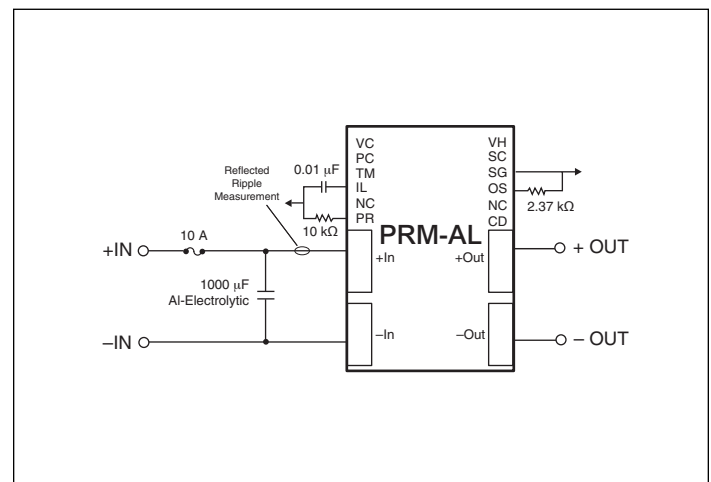 VC
PC
TM
IL
NC
PR
VH
SC
SG
OS
NC
CD
Reflected
Ripple
Measurement
0.01 μF
10 kΩ
2.37 kΩ
PRM-AL
10 A
+IN
+In
+Out
+ OUT
1000 μF
Al-Electrolytic
–IN
–In
–Out
– OUT